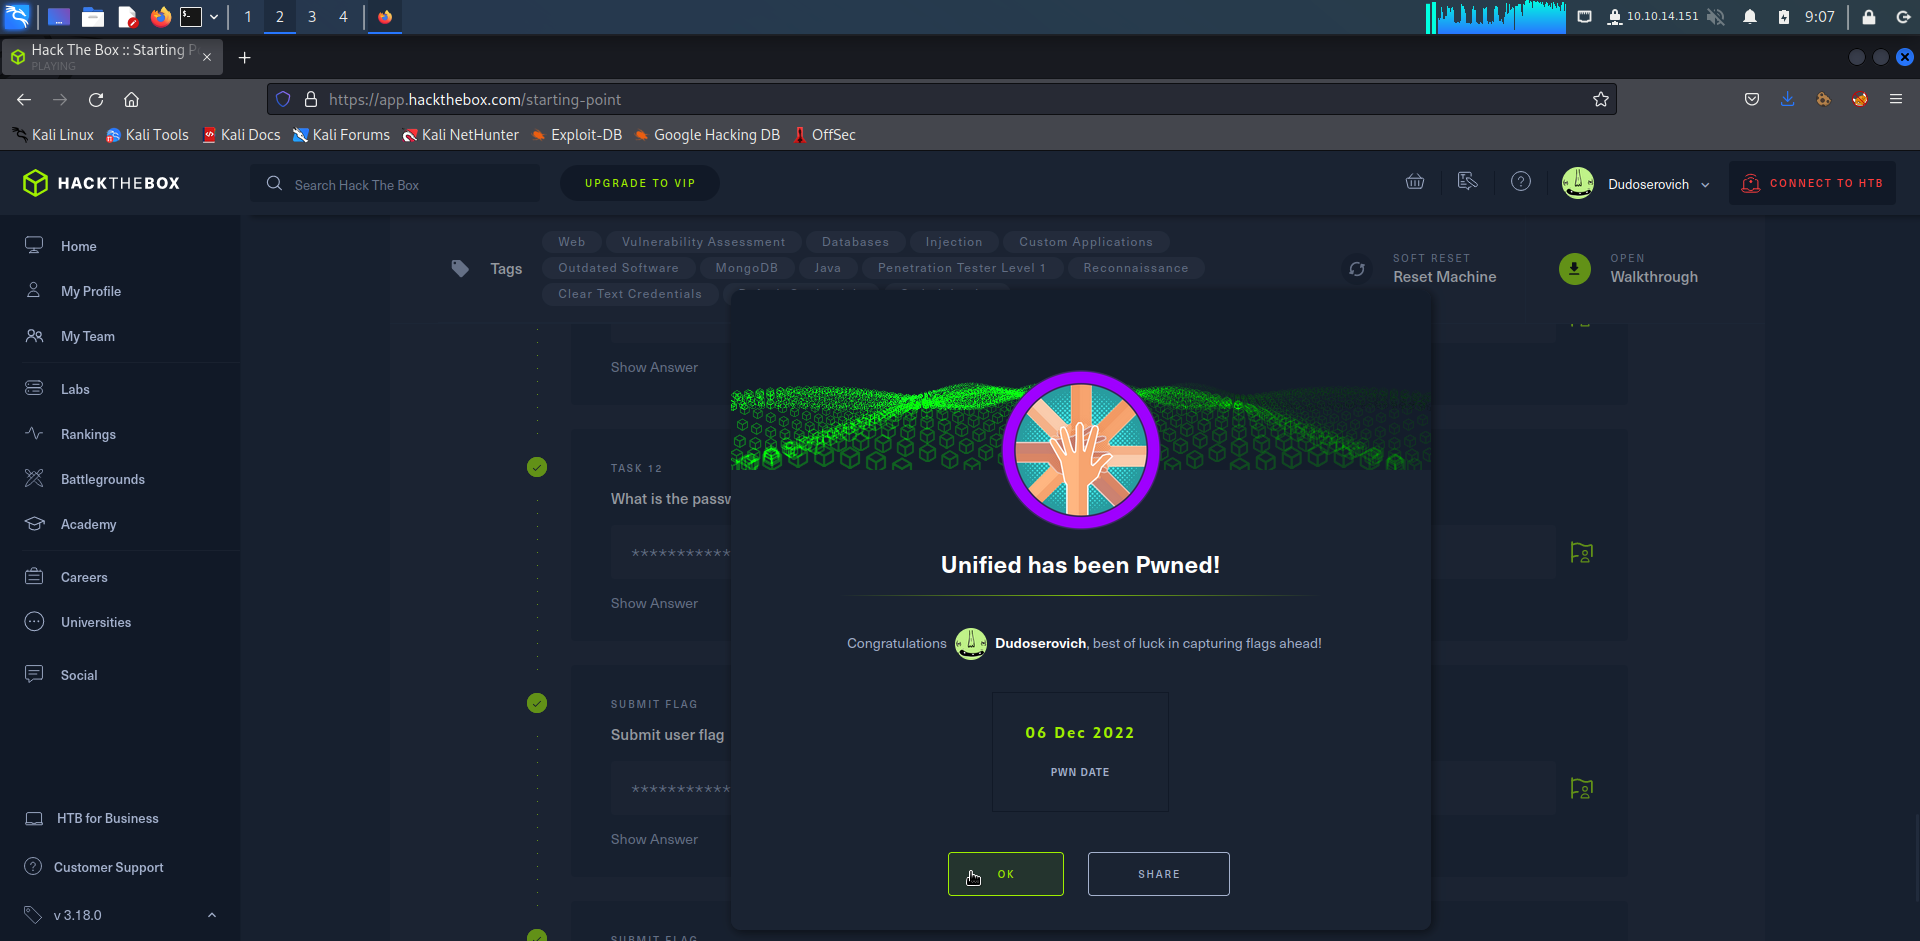 1 2 3 4
10.10.14.151
9:07
Hack The Box :: Starting P
PLAYING
https://app.hackthebox.com/starting-point
Kali Linux Kali Tools Kali Docs Kali Forums Kali NetHunter Exploit-DB Google Hacking DB OffSec
HACKTHEBOX
Search Hack The Box
UPGRADE TO VIP
Dudoserovich
CONNECT TO HTB
Home
My Profile
My Team
Labs
Rankings
Battlegrounds
Academy
Careers
Universities
Social
HTB for Business
Customer Support
v 3.18.0
Tags
Web Vulnerability Assessment Databases Injection Custom Applications
Outdated Software MongoDB Java Penetration Tester Level 1 Reconnaissance
Clear Text Credentials
SOFT RESET
Reset Machine
OPEN
Walkthrough
Show Answer
TASK 12
What is the passw
***********
Show Answer
SUBMIT FLAG
Submit user flag
***********
Show Answer
SUBMIT FLAG
Unified has been Pwned!
Congratulations Dudoserovich, best of luck in capturing flags ahead!
06 Dec 2022
PWN DATE
OK
SHARE